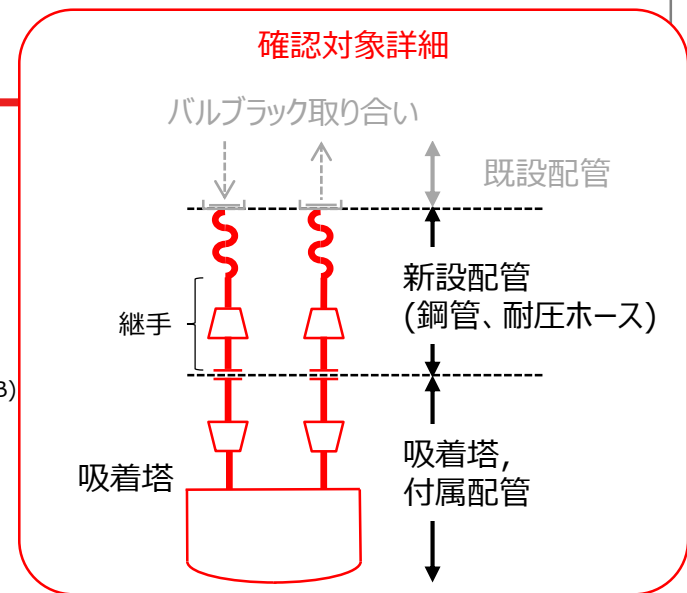 確認対象詳細
バルブラック取り合い
既設配管
新設配管
(鋼管、耐圧ホース)
継手
3)
吸着塔
吸着塔,
付属配管